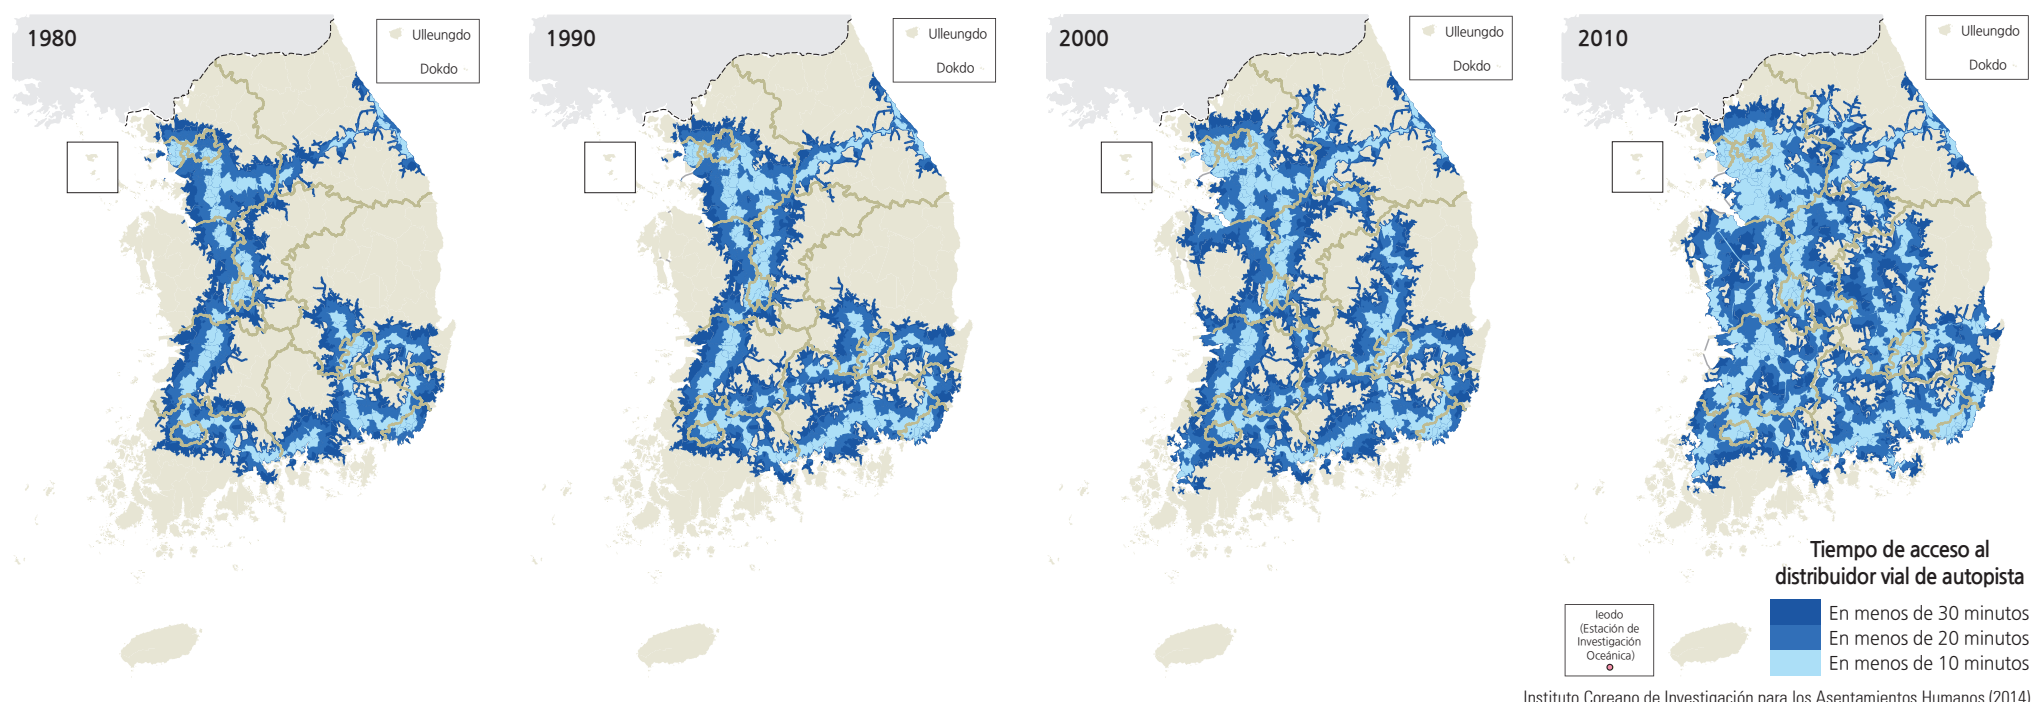 1980
Ulleungdo
Dokdo
1990
Ulleungdo
Dokdo
2000
Ulleungdo
Dokdo
2010
Ulleungdo
Dokdo
Tiempo de acceso al
distribuidor vial de autopista
En menos de 30 minutos
En menos de 20 minutos
En menos de 10 minutos
Ieodo
(Estación de
Investigación
Oceánica)
Instituto Coreano de Investigación para los Asentamientos Humanos (2014)